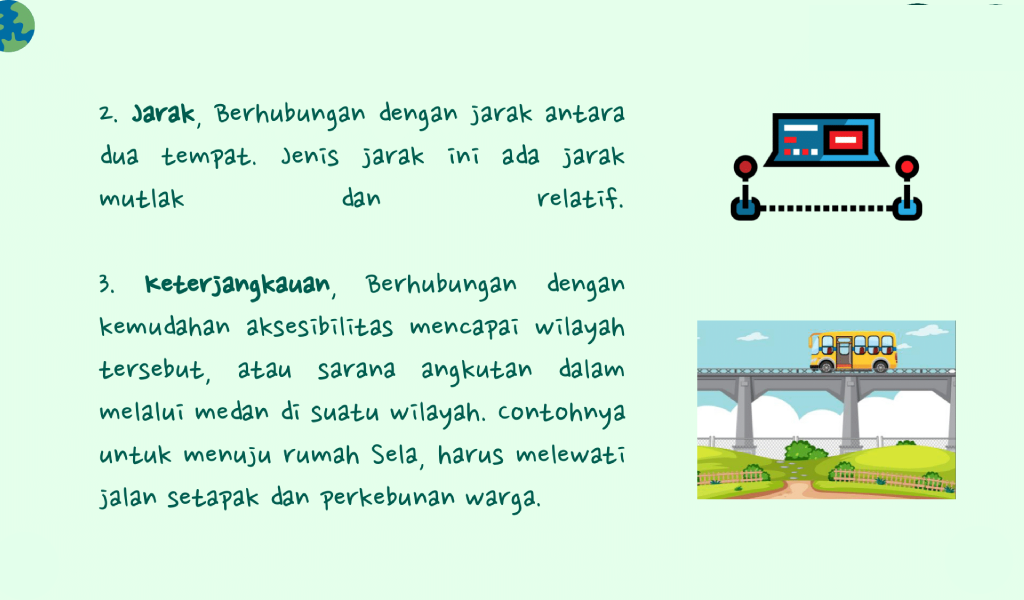 2. Jarak, Berhubungan dengan jarak antara
dua tempat. Jenis jarak ini ada jarak
mutlak dan relatif.
3. Keterjangkauan, Berhubungan dengan
kemudahan aksesibilitas mencapai wilayah
tersebut, atau sarana angkutan dalam
melalui medan di suatu wilayah. Contohnya
untuk menuju rumah Sela, harus melewati
jalan setapak dan perkebunan warga.